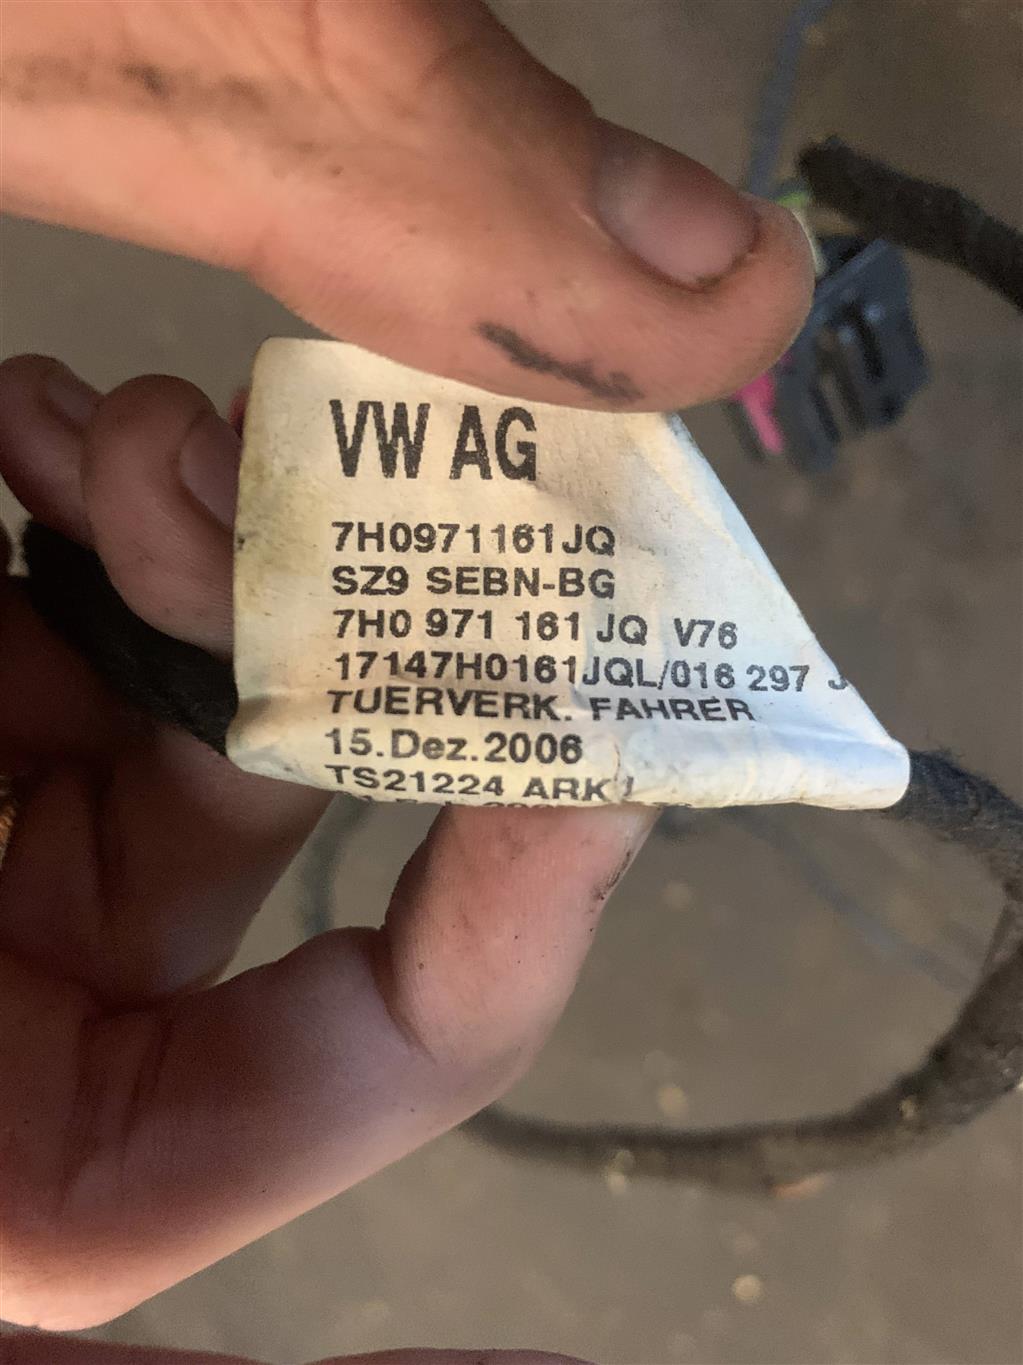 VW AG
7H0971161JQ
SZ9 SEBN-BG
7H0 971 161 JQ V76
17147H0161JQL/016 297
TUERVERK. FAHRER
15.Dez.2006
TS21224 ARK